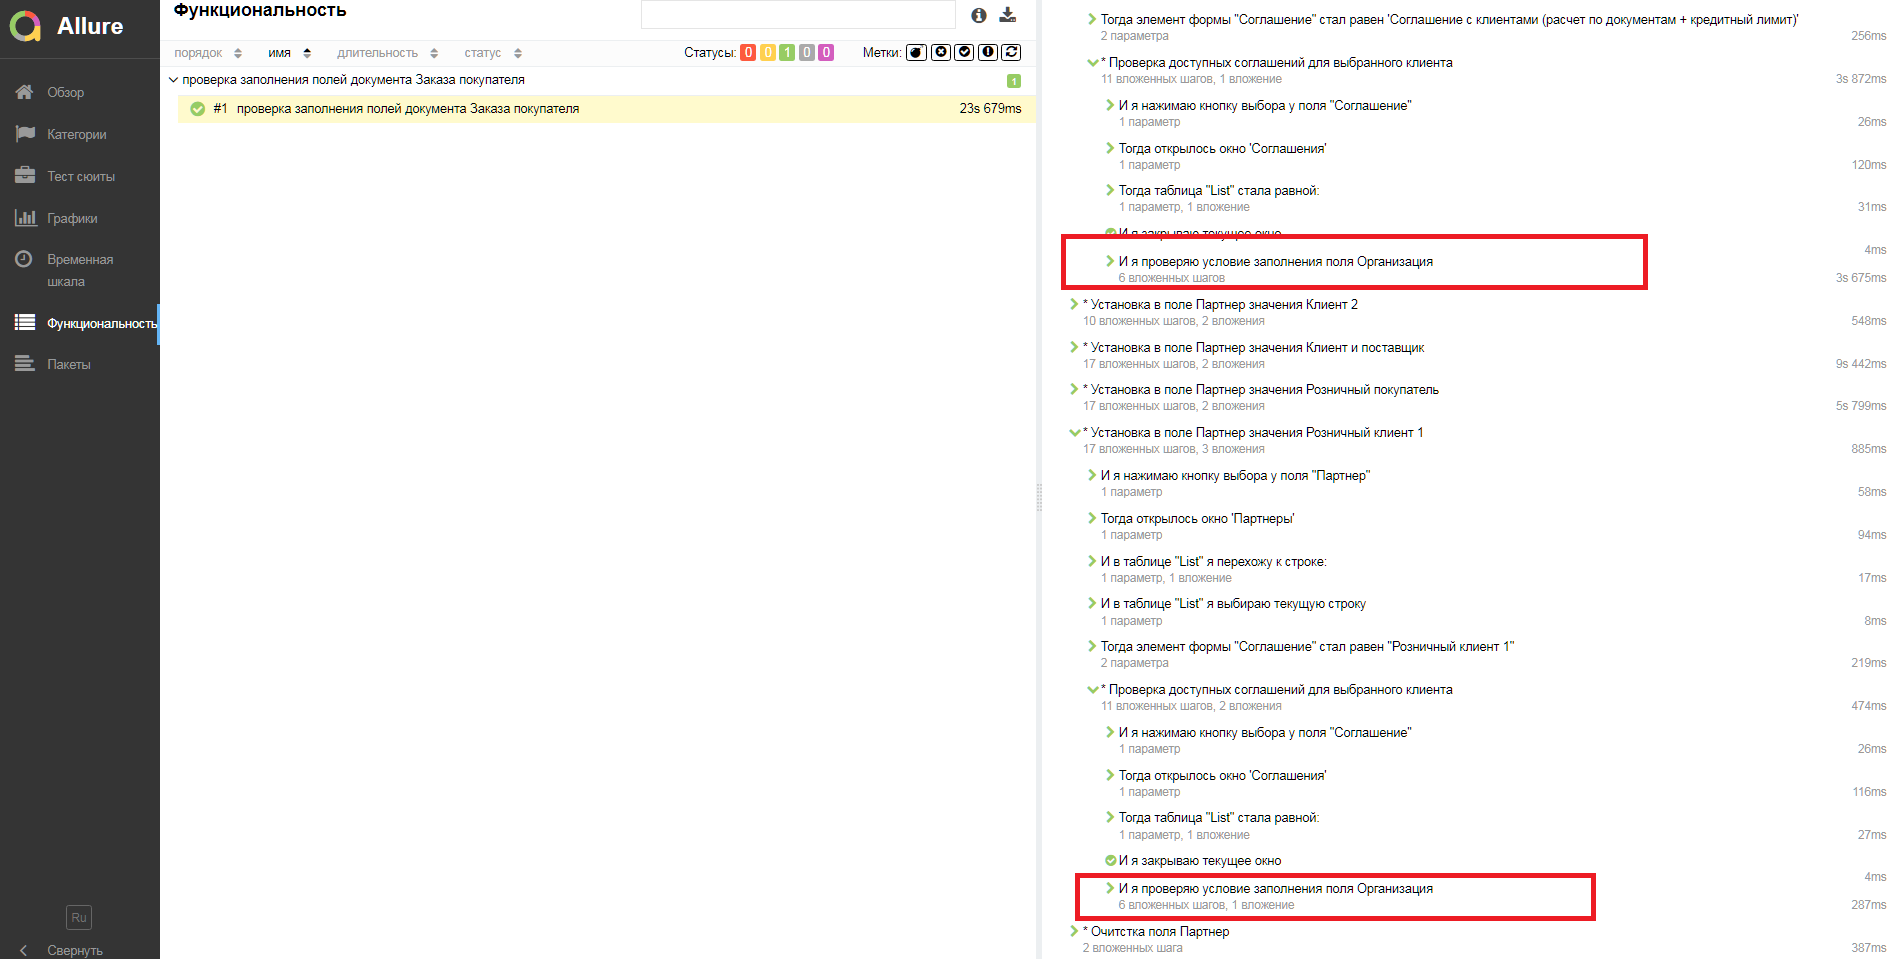 Allure
Обзор
Категории
Тест сюиты
Графики
Временная
шкала
Функциональность
Пакеты
Ru
Свернуть
Функциональность
порядок имя длительность статус Статусы: 0 0 1 0 0 Метки:
проверка заполнения полей документа Заказа покупателя 1
#1 проверка заполнения полей документа Заказа покупателя 23s 679ms
Тогда элемент формы "Соглашение" стал равен 'Соглашение с клиентами (расчет по документам + кредитный лимит)'
2 параметра 256ms
* Проверка доступных соглашений для выбранного клиента
11 вложенных шагов, 1 вложение 3s 872ms
И я нажимаю кнопку выбора у поля "Соглашение"
1 параметр 26ms
Тогда открылось окно 'Соглашения'
1 параметр 120ms
Тогда таблица "List" стала равной:
1 параметр, 1 вложение 31ms
И я закрываю текущее окно
4ms
И я проверяю условие заполнения поля Организация
6 вложенных шагов 3s 675ms
* Установка в поле Партнер значения Клиент 2
10 вложенных шагов, 2 вложения 548ms
* Установка в поле Партнер значения Клиент и поставщик
17 вложенных шагов, 2 вложения 9s 442ms
* Установка в поле Партнер значения Розничный покупатель
17 вложенных шагов, 2 вложения 5s 799ms
* Установка в поле Партнер значения Розничный клиент 1
17 вложенных шагов, 3 вложения 885ms
И я нажимаю кнопку выбора у поля "Партнер"
1 параметр 58ms
Тогда открылось окно 'Партнеры'
1 параметр 94ms
И в таблице "List" я перехожу к строке:
1 параметр, 1 вложение 17ms
И в таблице "List" я выбираю текущую строку
1 параметр 8ms
Тогда элемент формы "Соглашение" стал равен "Розничный клиент 1"
2 параметра 219ms
* Проверка доступных соглашений для выбранного клиента
11 вложенных шагов, 2 вложения 474ms
И я нажимаю кнопку выбора у поля "Соглашение"
1 параметр 26ms
Тогда открылось окно 'Соглашения'
1 параметр 116ms
Тогда таблица "List" стала равной:
1 параметр, 1 вложение 27ms
И я закрываю текущее окно
4ms
И я проверяю условие заполнения поля Организация
6 вложенных шагов, 1 вложение 287ms
* Очитстка поля Партнер
2 вложенных шага 387ms